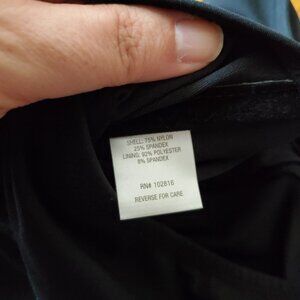 SHELL: 75% NYLON
25% SPANDEX
LINING: 92% POLYESTER
8% SPANDEX
RN# 102816
REVERSE FOR CARE